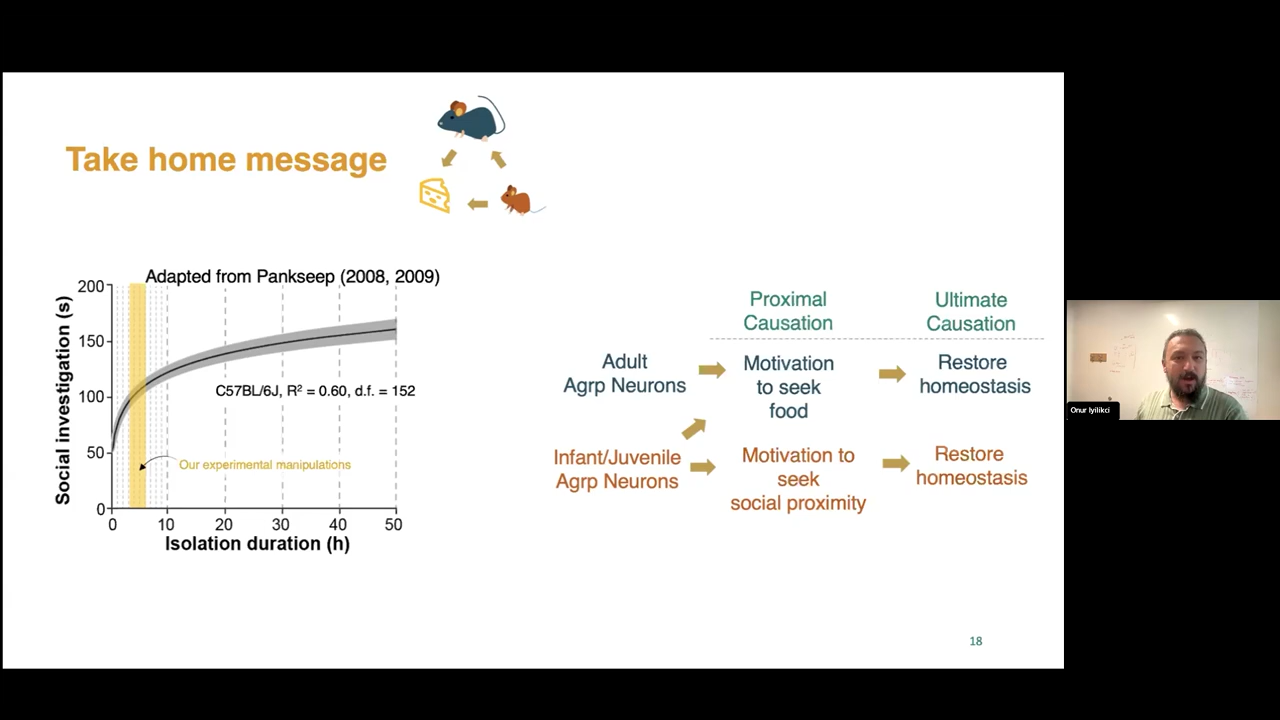 Take home message
Adapted from Pankseep (2008, 2009)
Social investigation (s)
200
150
100
50
0
C57BL/6J, R² = 0.60, d.f. = 152
Our experimental manipulations
0 10 20 30 40 50
Isolation duration (h)
Proximal
Causation
Ultimate
Causation
Adult
Agrp Neurons
Motivation
to seek
food
Restore
homeostasis
Infant/Juvenile
Agrp Neurons
Motivation to
seek
social proximity
Restore
homeostasis
18
Onur Iyilikci